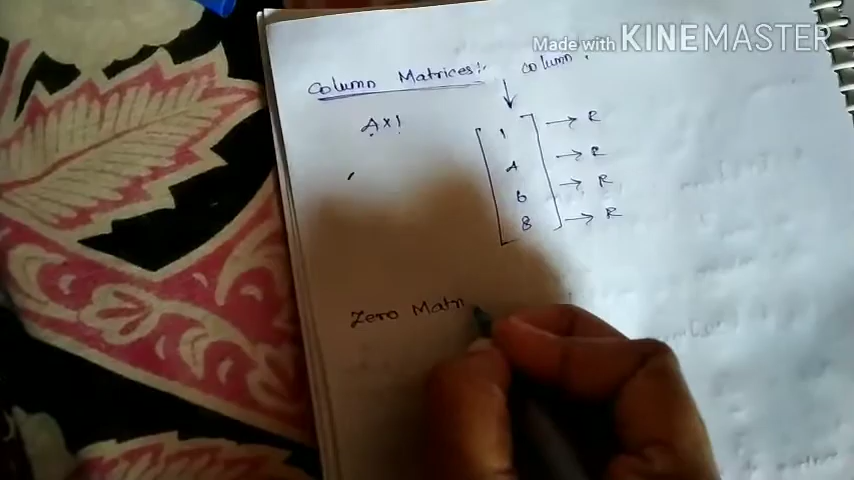 Made with KINEMASTER
Column Matrices:- column.
4×1
1 → R
4 → R
6 → R
8 → R
Zero Matri